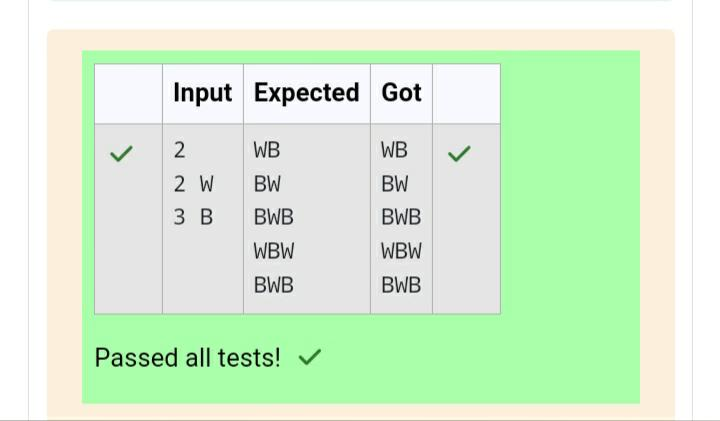 Input Expected Got
2 WB WB
2 W BW BW
3 B BWB BWB
WBW WBW
BWB BWB
Passed all tests!